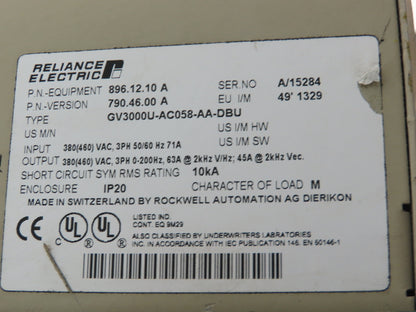 RELIANCE
ELECTRIC
P.N.-EQUIPMENT 896.12.10 A SER.NO A/15284
P.N.-VERSION 790.46.00 A EU I/M 49' 1329
TYPE GV3000U-AC058-AA-DBU
US M/N US I/M HW
US I/M SW
INPUT 380(460) VAC, 3PH 50/60 Hz 71A
OUTPUT 380(460) VAC, 3PH 0-200Hz, 63A @ 2kHz V/Hz; 45A @ 2kHz Vec.
SHORT CIRCUIT SYM RMS RATING 10kA
ENCLOSURE IP20 CHARACTER OF LOAD M
MADE IN SWITZERLAND BY ROCKWELL AUTOMATION AG DIERIKON
CE C UL UL LISTED IND.
CONT. EQ 9M29
ALSO CLASSIFIED BY UNDERWRITERS LABRATORIES
INC. IN ACCORDANCE WITH IEC PUBLICATION 146. EN 50146-1